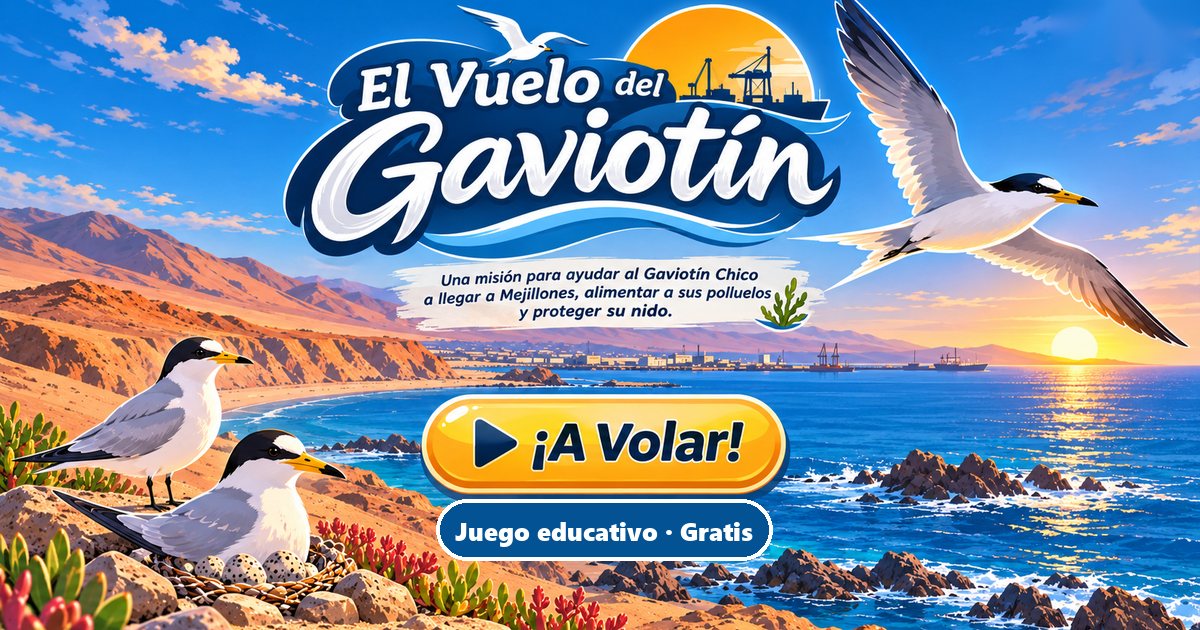 El Vuelo del
Gaviotín
Una misión para ayudar al Gaviotín Chico
a llegar a Mejillones, alimentar a sus polluelos
y proteger su nido.
¡A Volar!
Juego educativo · Gratis